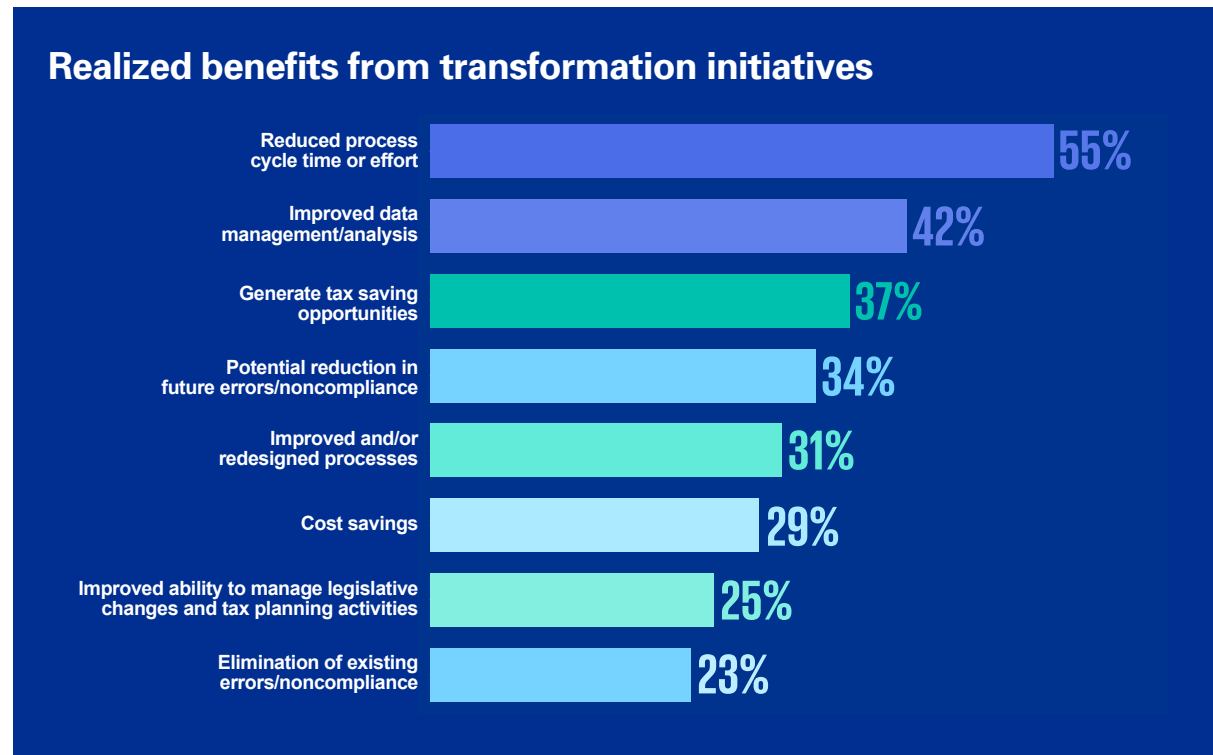 Realized benefits from transformation initiatives
Reduced process
cycle time or effort
55%
Improved data
management/analysis
42%
Generate tax saving
opportunities
37%
Potential reduction in
future errors/noncompliance
34%
Improved and/or
redesigned processes
31%
Cost savings
29%
Improved ability to manage legislative
changes and tax planning activities
25%
Elimination of existing
errors/noncompliance
23%